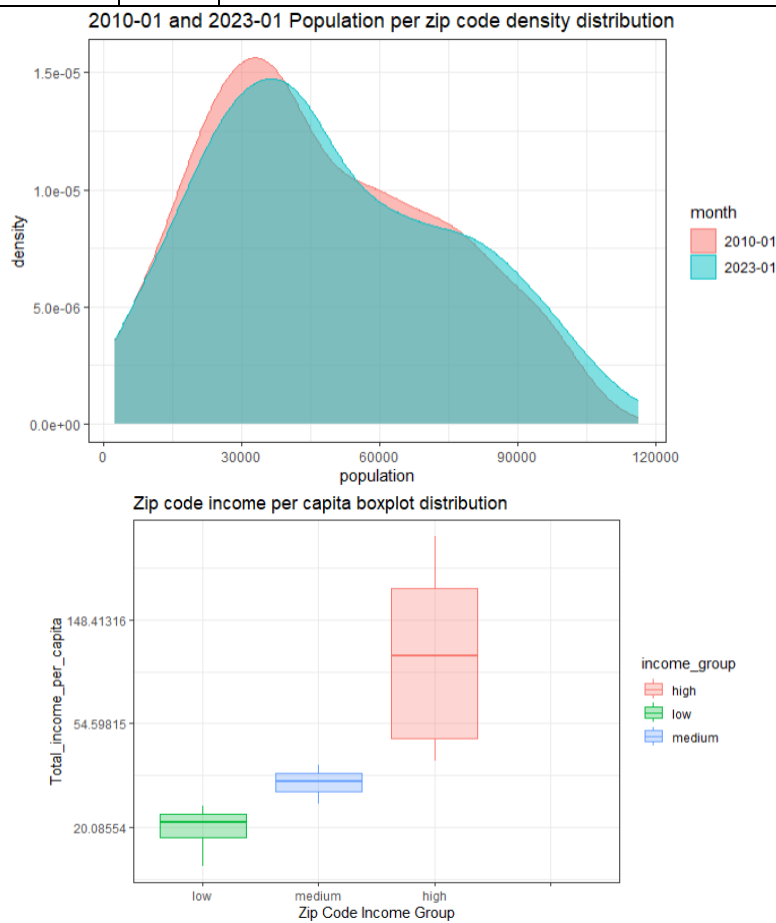 2010-01 and 2023-01 Population per zip code density distribution
1.5e-05
1.0e-05
5.0e-06
0.0e+00
density
0
30000
60000
90000
120000
population
month
2010-01
2023-01
Zip code income per capita boxplot distribution
148.41316
54.59815
20.08554
Total_income_per_capita
low
medium
high
Zip Code Income Group
income_group
high
low
medium